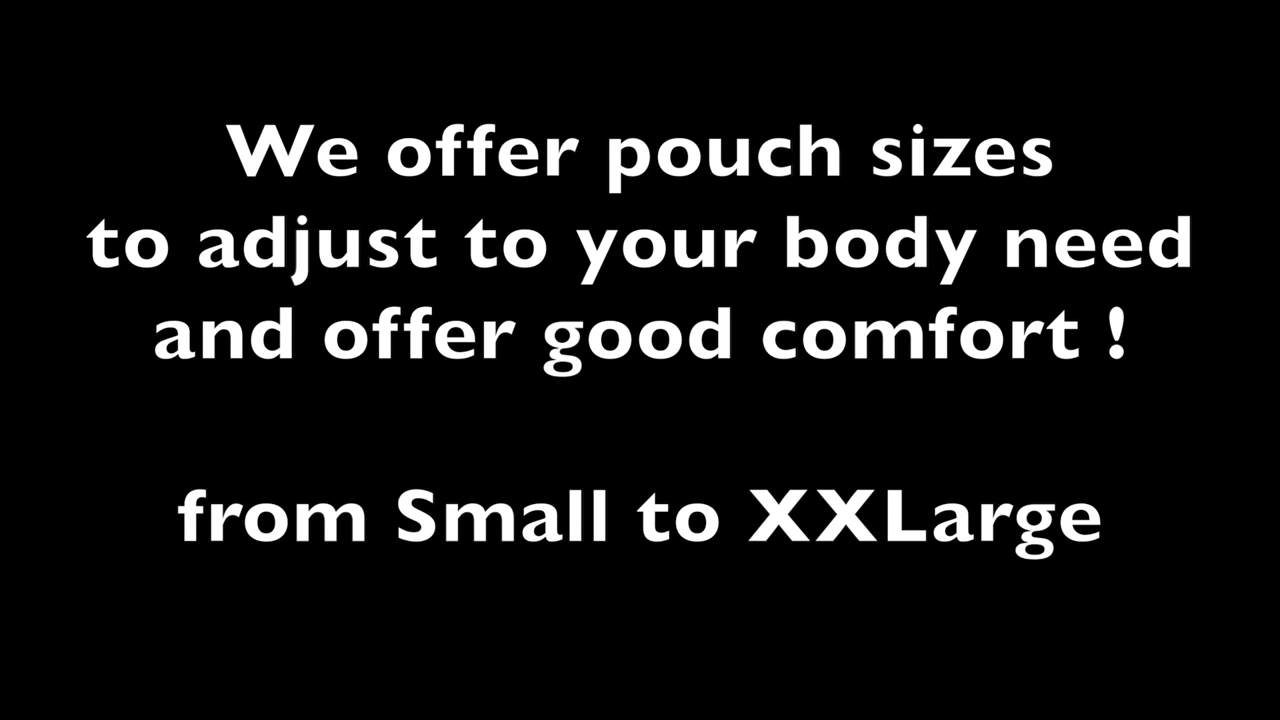 We offer pouch sizes
to adjust to your body need
and offer good comfort !
from Small to XXLarge